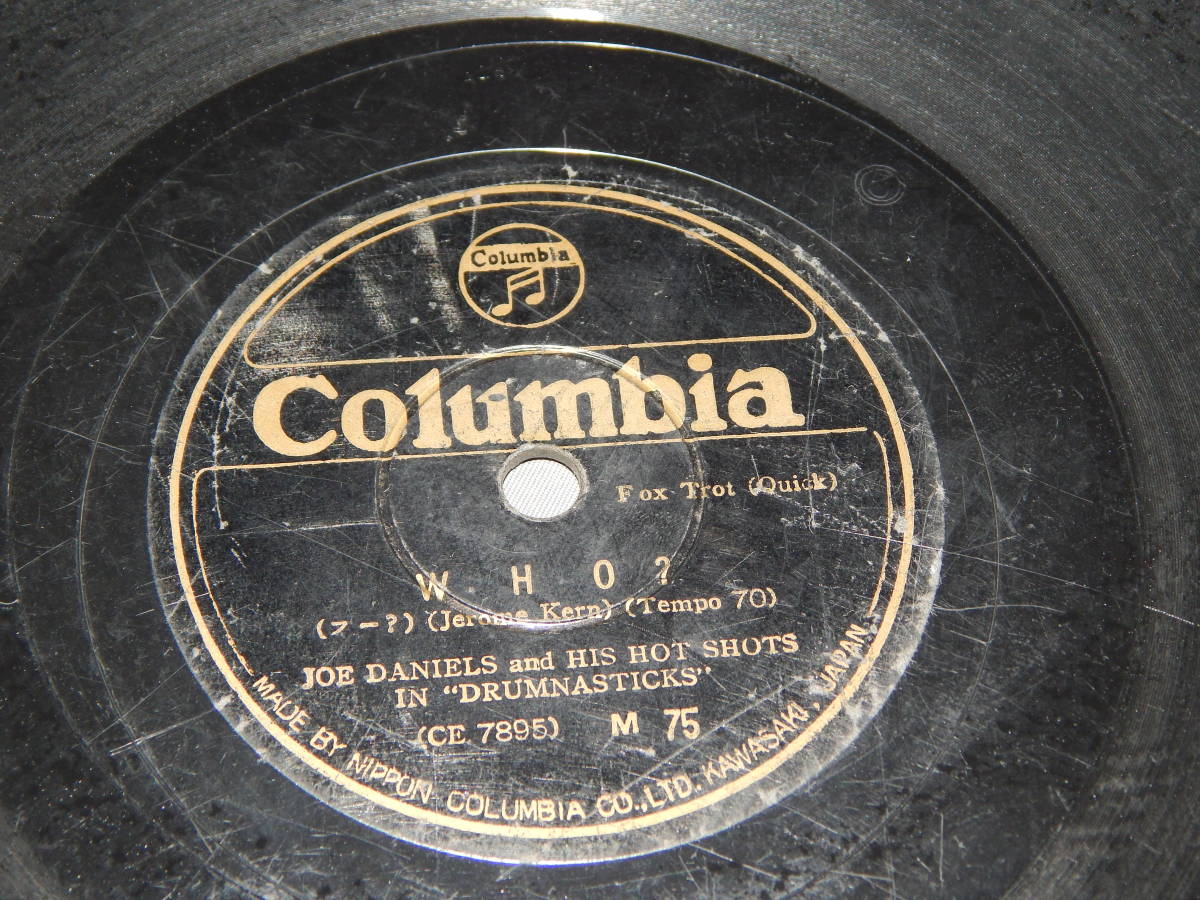 Columbia
Columbia
Fox Trot (Quick)
W H O ?
(フー?) (Jerome Kern) (Tempo 70)
JOE DANIELS and HIS HOT SHOTS
IN "DRUMNASTICKS"
(CE 7895) M 75
MADE BY NIPPON COLUMBIA CO., LTD. KAWASAKI, JAPAN
C